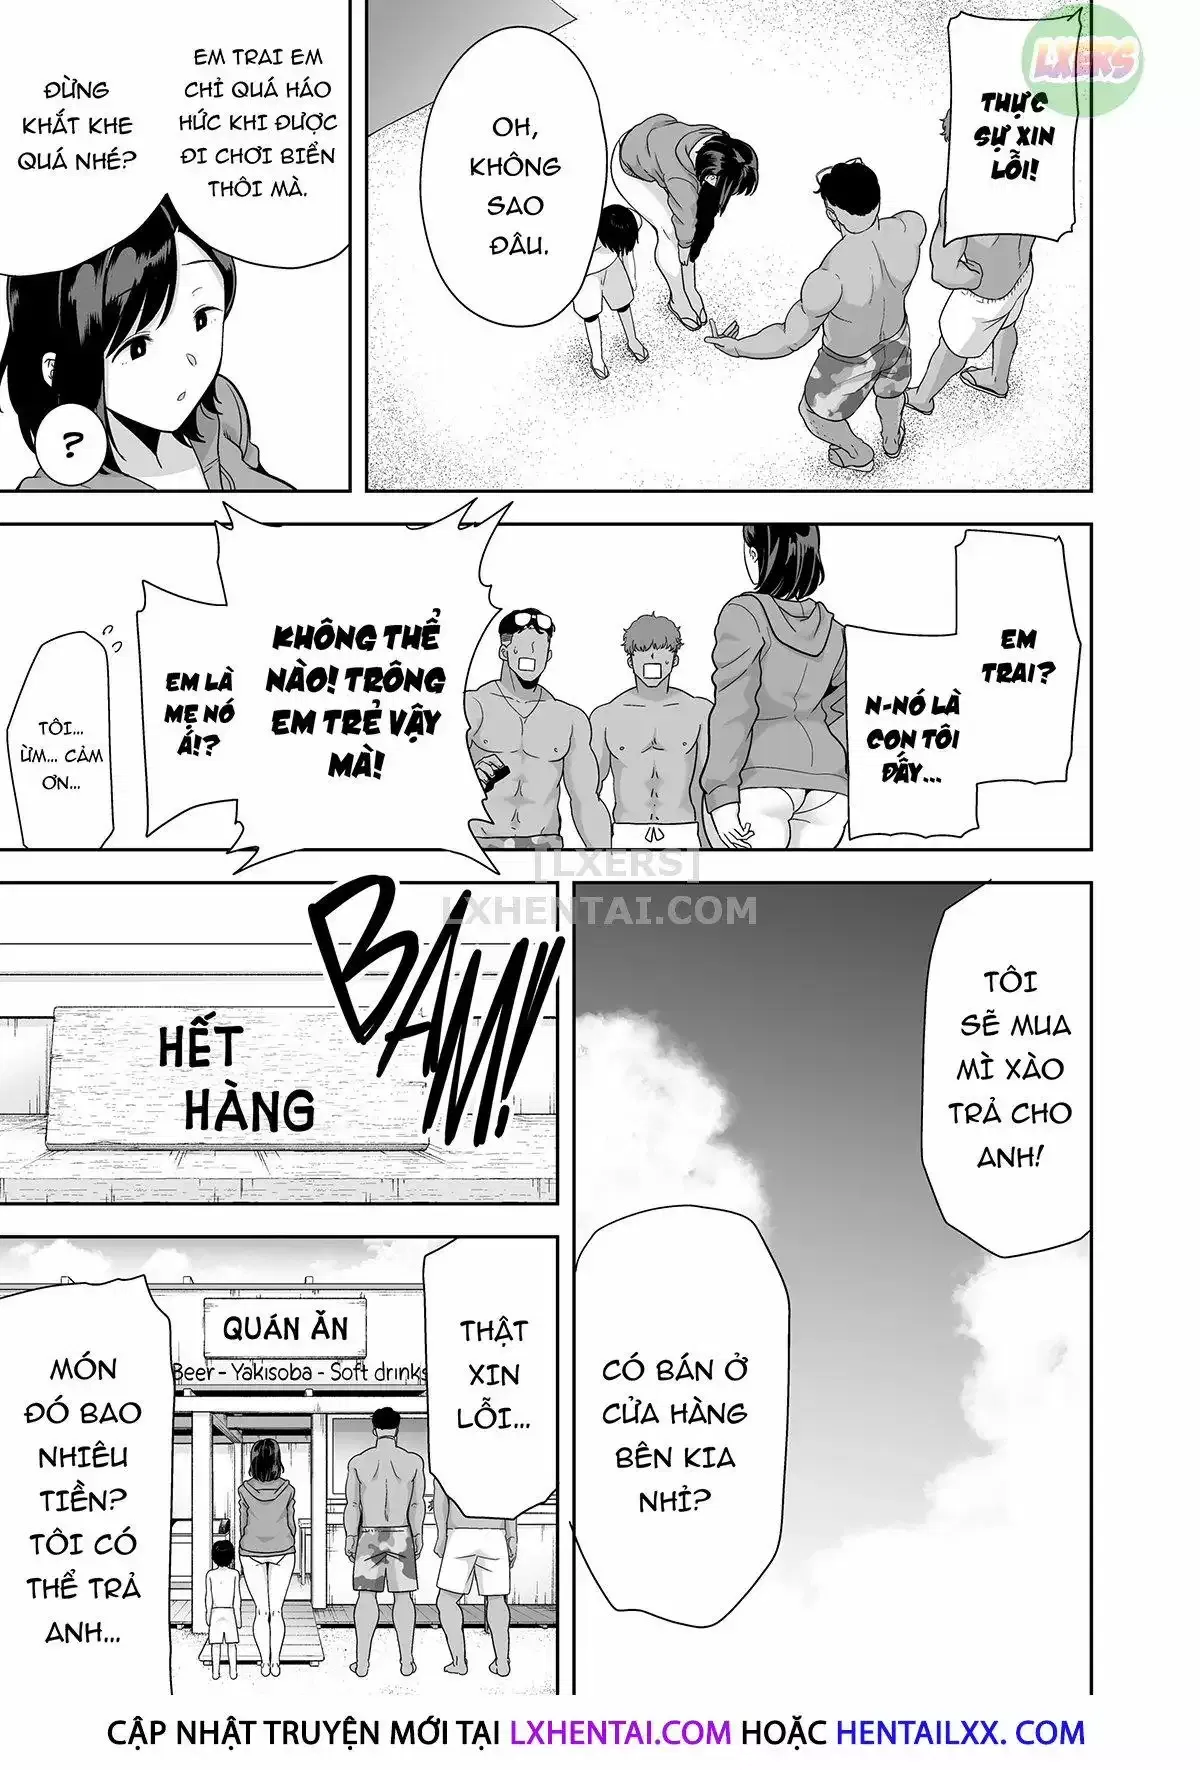 LXERS
THỰC
SỰ XIN
LỖI!
OH,
KHÔNG
SAO
ĐÂU.
EM TRAI EM
CHỈ QUÁ HÁO
HỨC KHI ĐƯỢC
ĐI CHƠI BIỂN
THÔI MÀ.
ĐỪNG
KHẮT KHE
QUÁ NHÉ?
?
EM
TRAI?
N-NÓ LÀ
CON TÔI
ĐẤY...
KHÔNG THỂ
NÀO! TRÔNG
EM TRẺ VẬY
MÀ!
EM LÀ
MẸ NÓ
Á!?
TÔI...
ỪM... CẢM
ƠN...
[LXERS]
LXHENTAI.COM
TÔI
SẼ MUA
MÌ XÀO
TRẢ CHO
ANH!
CÓ BÁN Ở
CỬA HÀNG
BÊN KIA
NHỈ?
BAM!
HẾT
HÀNG
THẬT
XIN
LỖI...
QUÁN ĂN
Beer - Yakisoba - Soft drinks
MÓN
ĐÓ BAO
NHIÊU
TIỀN?
TÔI CÓ
THỂ TRẢ
ANH...
CẬP NHẬT TRUYỆN MỚI TẠI LXHENTAI.COM HOẶC HENTAILXX. COM